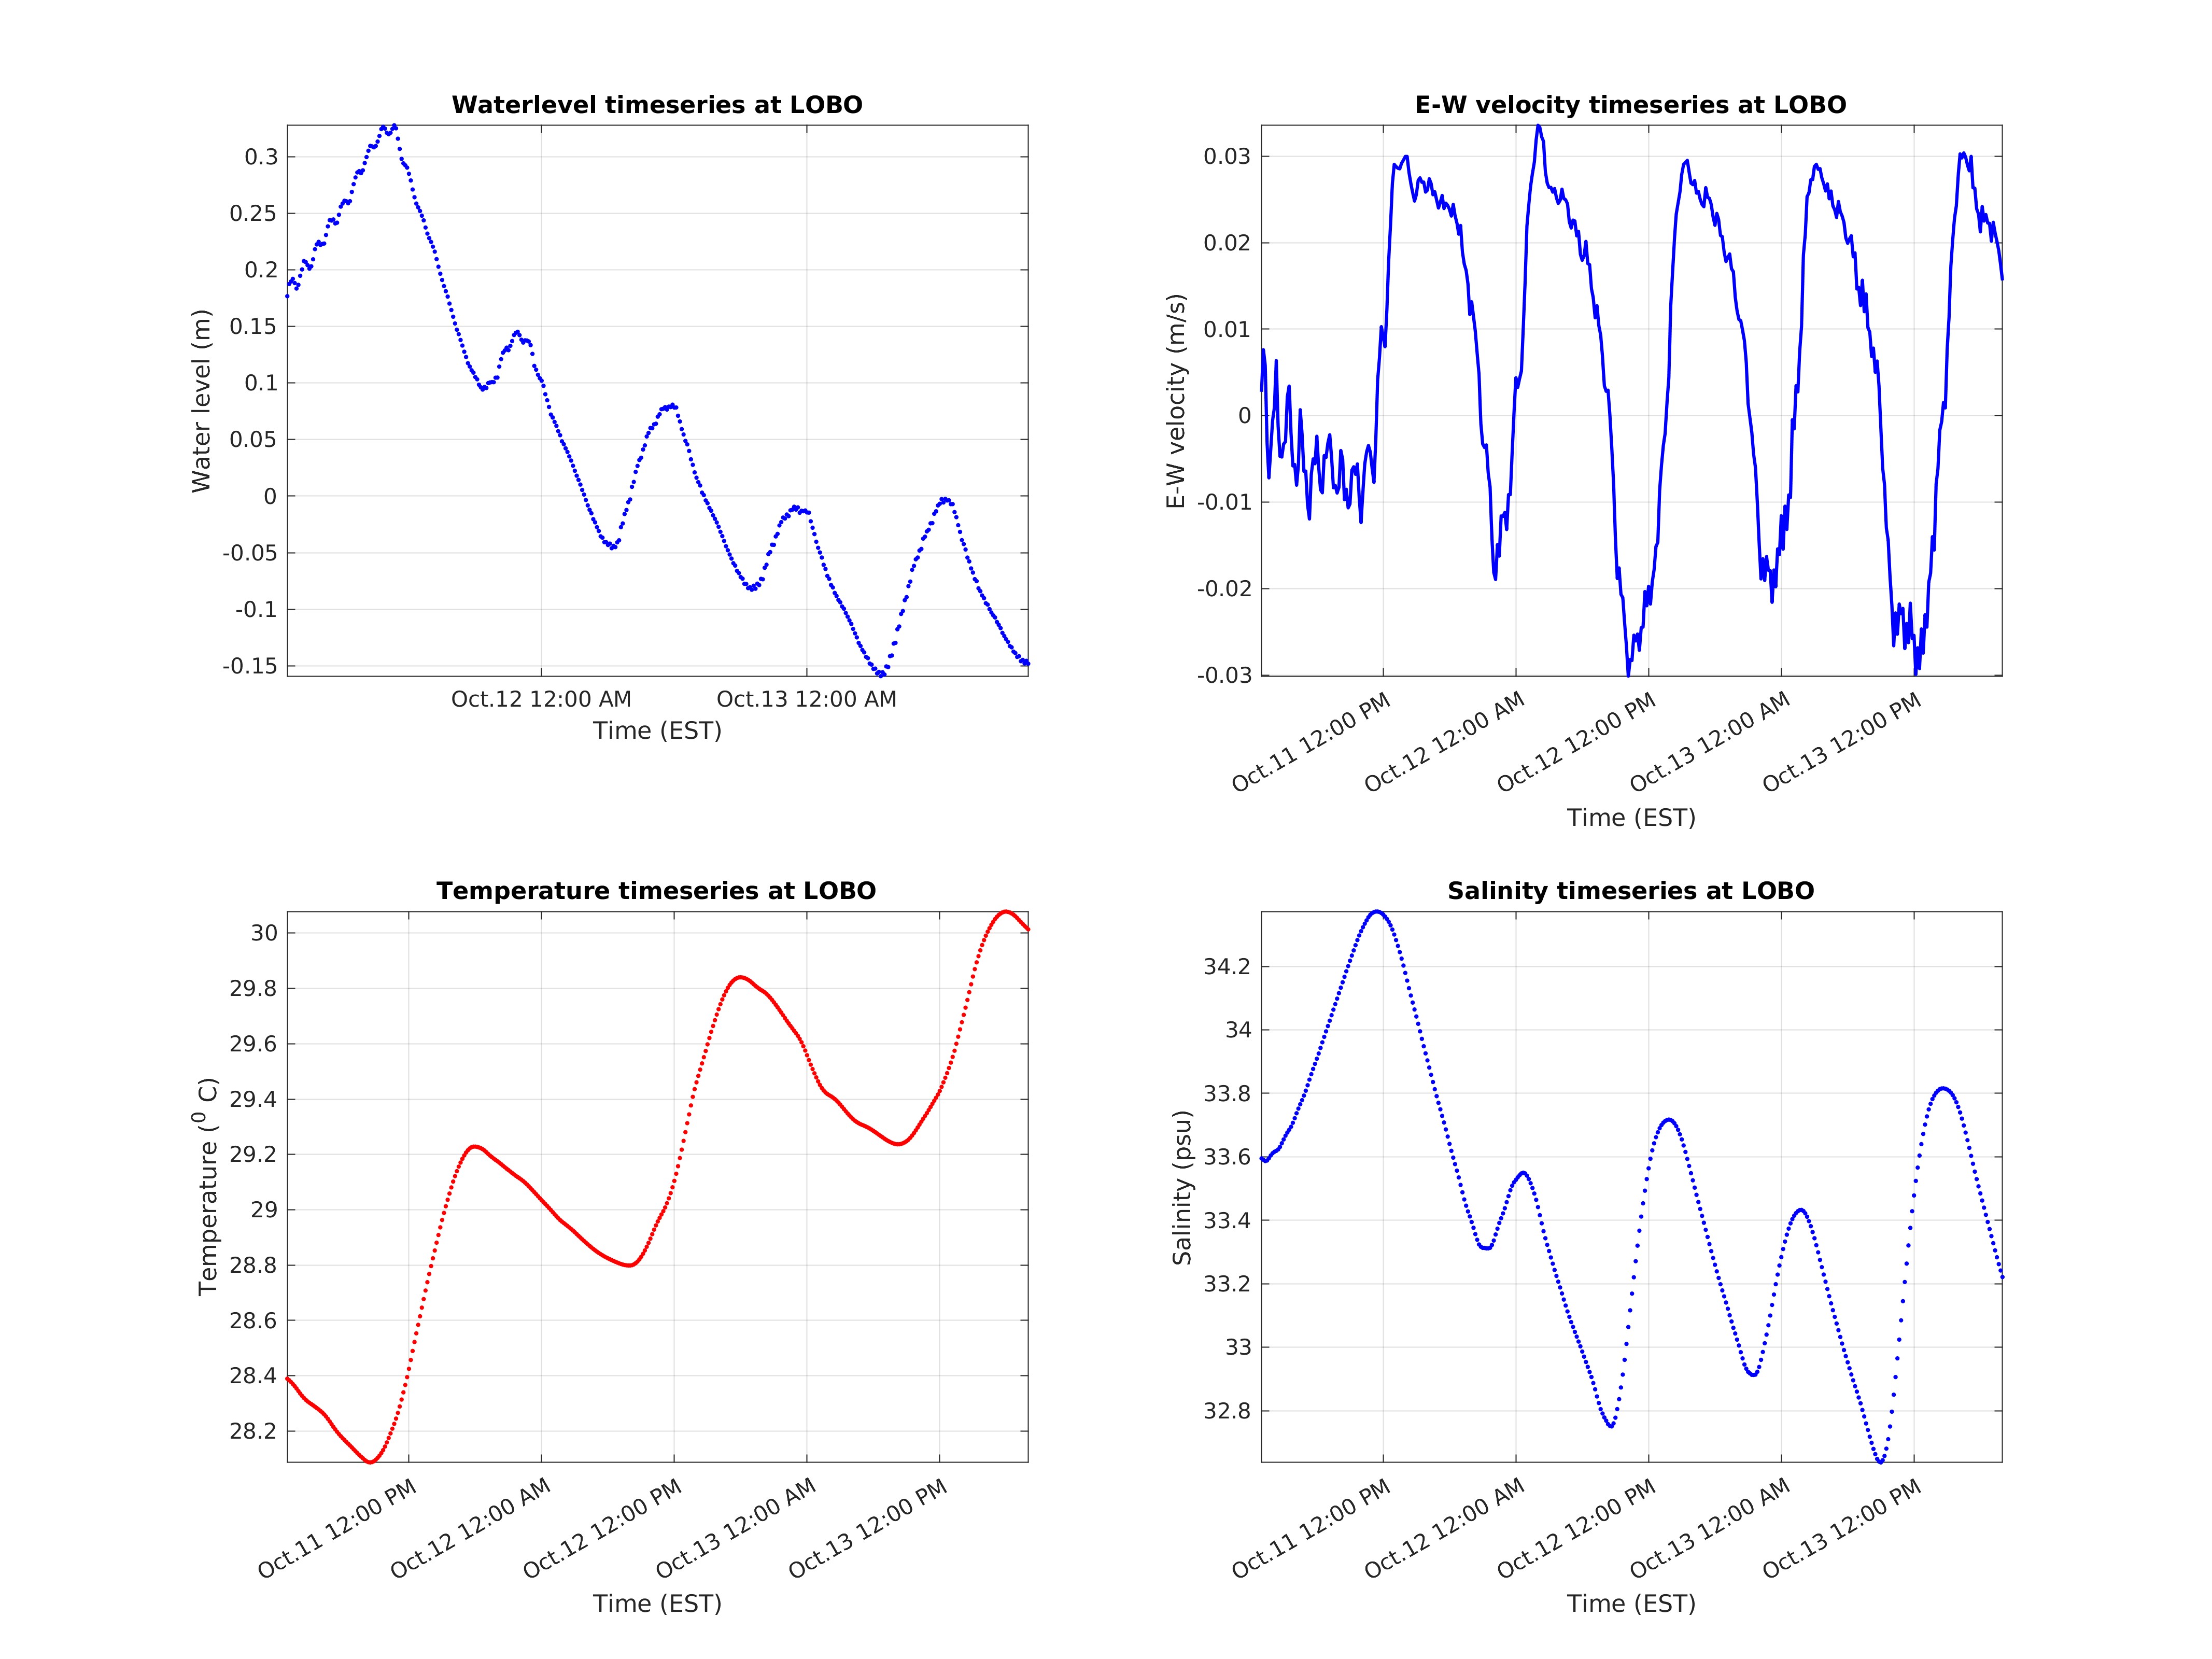 Waterlevel timeseries at LOBO
0.3
0.25
0.2
0.15
0.1
0.05
0
-0.05
-0.1
-0.15
Water level (m)
Oct.12 12:00 AM
Oct.13 12:00 AM
Time (EST)
E-W velocity timeseries at LOBO
0.03
0.02
0.01
0
-0.01
-0.02
-0.03
E-W velocity (m/s)
Oct.11 12:00 PM
Oct.12 12:00 AM
Oct.12 12:00 PM
Oct.13 12:00 AM
Oct.13 12:00 PM
Time (EST)
Temperature timeseries at LOBO
30
29.8
29.6
29.4
29.2
29
28.8
28.6
28.4
28.2
Temperature (⁰ C)
Oct.11 12:00 PM
Oct.12 12:00 AM
Oct.12 12:00 PM
Oct.13 12:00 AM
Oct.13 12:00 PM
Time (EST)
Salinity timeseries at LOBO
34.2
34
33.8
33.6
33.4
33.2
33
32.8
Salinity (psu)
Oct.11 12:00 PM
Oct.12 12:00 AM
Oct.12 12:00 PM
Oct.13 12:00 AM
Oct.13 12:00 PM
Time (EST)